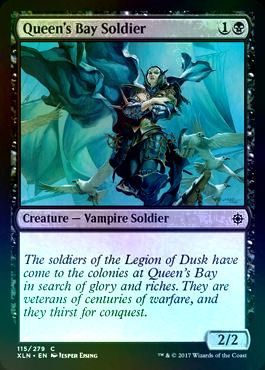 Queen's Bay Soldier 1
Creature — Vampire Soldier
The soldiers of the Legion of Dusk have
come to the colonies at Queen's Bay
in search of glory and riches. They are
veterans of centuries of warfare, and
they thirst for conquest.
2/2
115/279 C
XLN • EN Jesper Ejsing
™ & © 2017 Wizards of the Coast